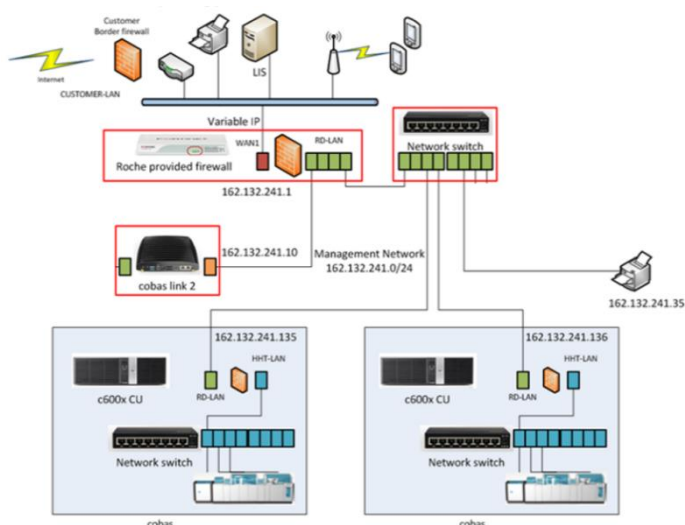 Customer
Border firewall
Internet
CUSTOMER-LAN
LIS
Variable IP
WAN1
RD-LAN
Roche provided firewall
Network switch
162.132.241.1
162.132.241.10
Management Network
162.132.241.0/24
cobas link 2
162.132.241.35
162.132.241.135
HHT-LAN
c600x CU
RD-LAN
Network switch
cobas
162.132.241.136
HHT-LAN
c600x CU
RD-LAN
Network switch
cobas